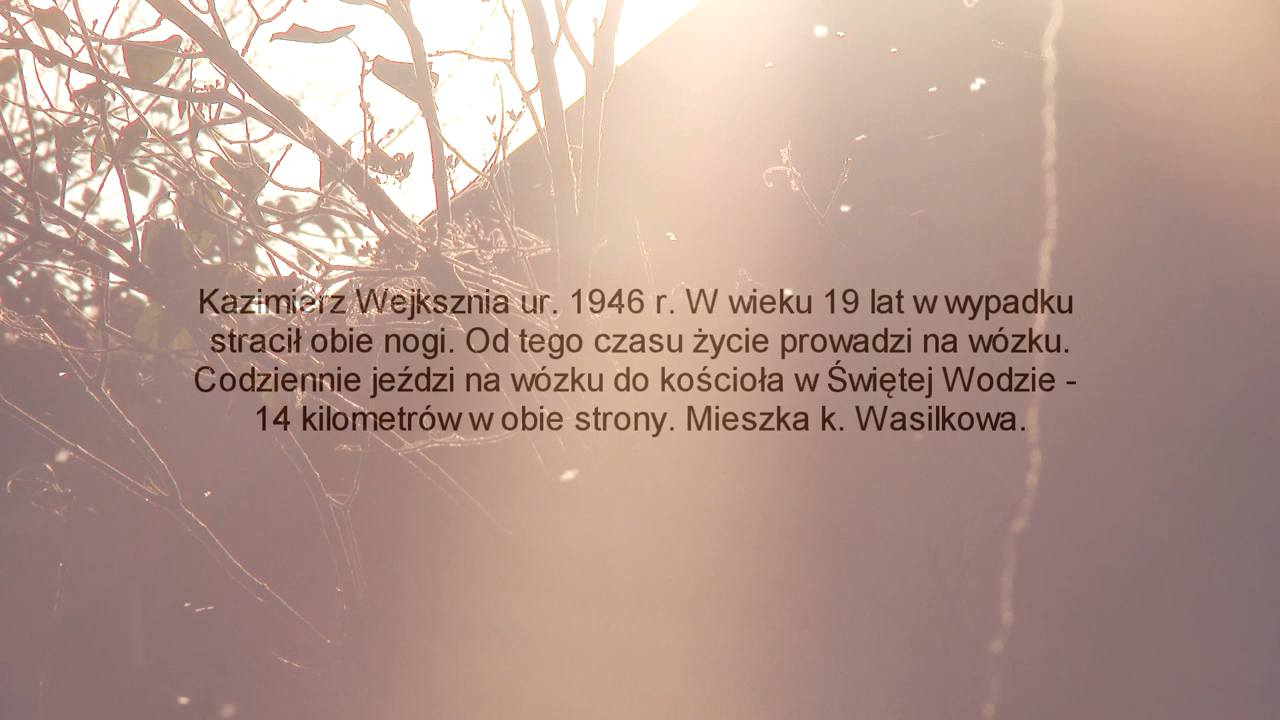 Kazimierz Wejksznia ur. 1946 r. W wieku 19 lat w wypadku
stracił obie nogi. Od tego czasu życie prowadzi na wózku.
Codziennie jeździ na wózku do kościoła w Świętej Wodzie -
14 kilometrów w obie strony. Mieszka k. Wasilkowa.